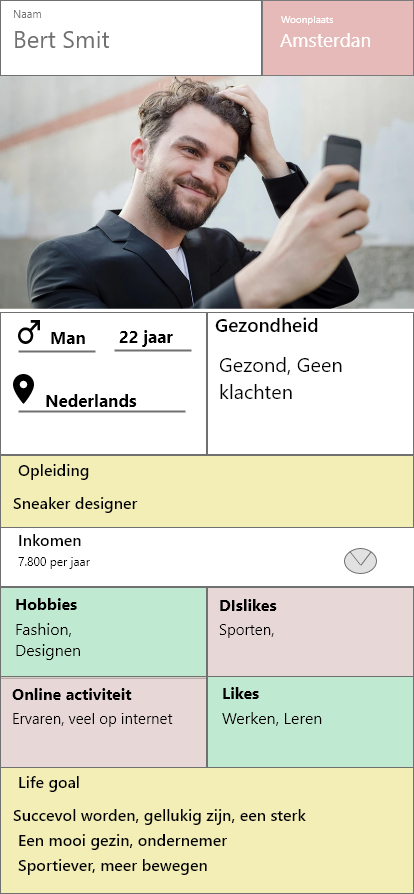 Naam
Bert Smit
Woonplaats
Amsterdan
Man
22 jaar
Nederlands
Gezondheid
Gezond, Geen
klachten
Opleiding
Sneaker designer
Inkomen
7.800 per jaar
Hobbies
Fashion,
Designen
DIslikes
Sporten,
Online activiteit
Ervaren, veel op internet
Likes
Werken, Leren
Life goal
Succevol worden, gellukig zijn, een sterk
Een mooi gezin, ondernemer
Sportiever, meer bewegen